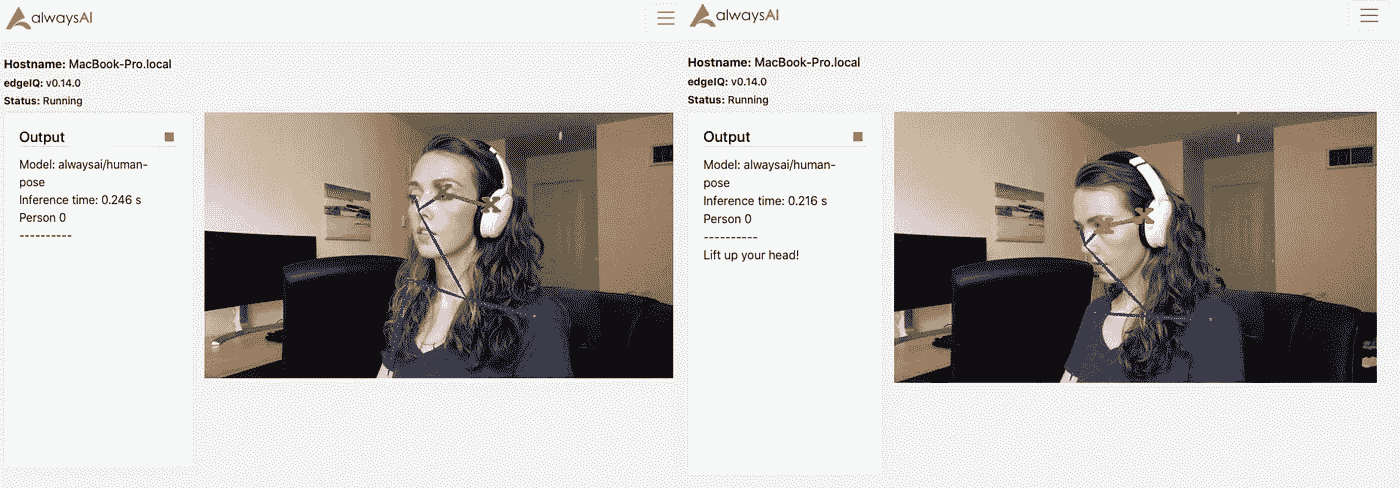 alwaysAI
Hostname: MacBook-Pro.local
edgeIQ: v0.14.0
Status: Running
Output
Model: alwaysai/human-
pose
Inference time: 0.246 s
Person 0
----------
alwaysAI
Hostname: MacBook-Pro.local
edgeIQ: v0.14.0
Status: Running
Output
Model: alwaysai/human-
pose
Inference time: 0.216 s
Person 0
----------
Lift up your head!